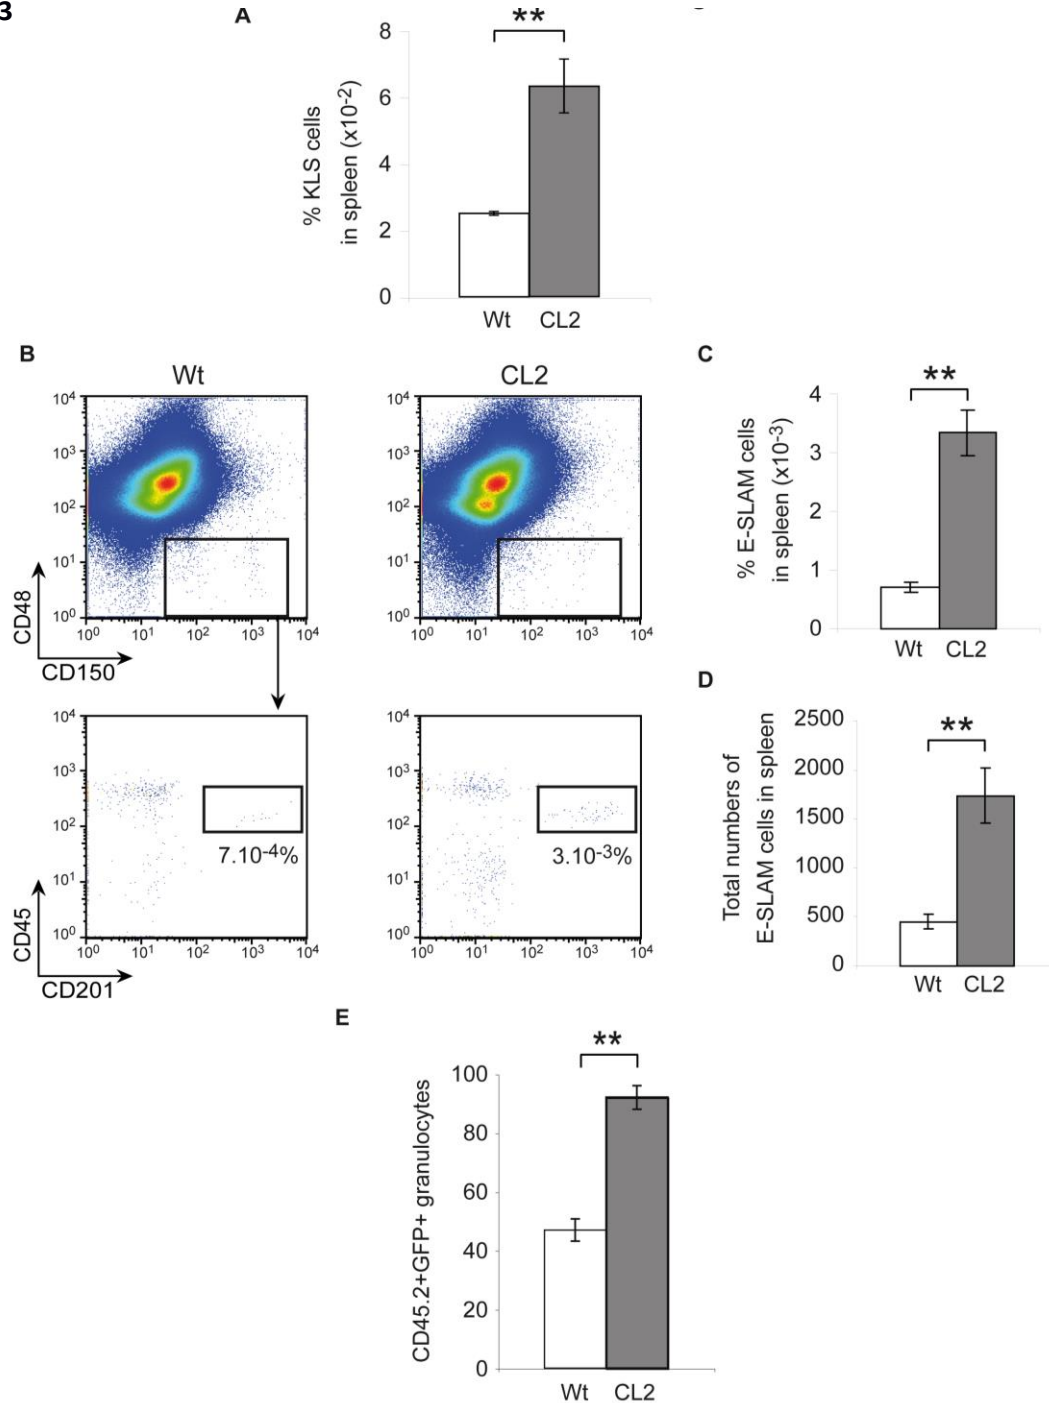 3
A
**
8
6
4
2
0
% KLS cells
in spleen (x10-2)
Wt CL2
B
Wt CL2
10⁴
10³
10²
10¹
10⁰
10⁰ 10¹ 10² 10³ 10⁴
CD48
CD150
10⁴
10³
10²
10¹
10⁰
10⁰ 10¹ 10² 10³ 10⁴
10⁴
10³
10²
10¹
10⁰
10⁰ 10¹ 10² 10³ 10⁴
7.10-4%
CD45
CD201
10⁴
10³
10²
10¹
10⁰
10⁰ 10¹ 10² 10³ 10⁴
3.10-3%
C
**
4
3
2
1
0
% E-SLAM cells
in spleen (x10-3)
Wt CL2
D
**
2500
2000
1500
1000
500
0
Total numbers of
E-SLAM cells in spleen
Wt CL2
E
**
100
80
60
40
20
0
CD45.2+GFP+ granulocytes
Wt CL2